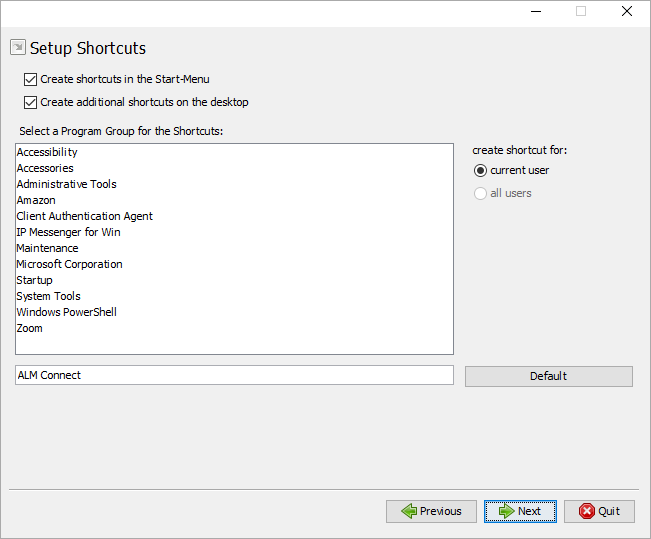 Setup Shortcuts
Create shortcuts in the Start-Menu
Create additional shortcuts on the desktop
Select a Program Group for the Shortcuts:
Accessibility
Accessories
Administrative Tools
Amazon
Client Authentication Agent
IP Messenger for Win
Maintenance
Microsoft Corporation
Startup
System Tools
Windows PowerShell
Zoom
create shortcut for:
current user
all users
ALM Connect
Default
Previous
Next
Quit